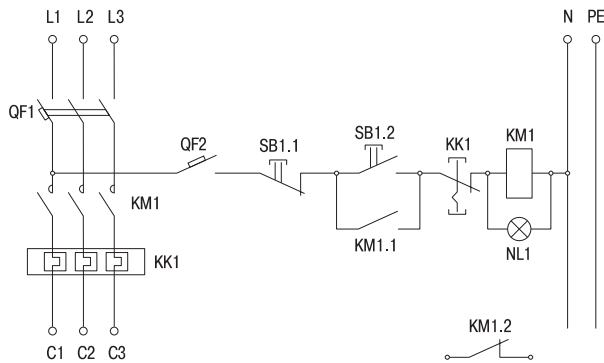 L1 L2 L3 N PE
QF1
QF2 SB1.1 SB1.2 KK1 KM1
KM1
KM1.1 NL1
KK1
KM1.2
C1 C2 C3